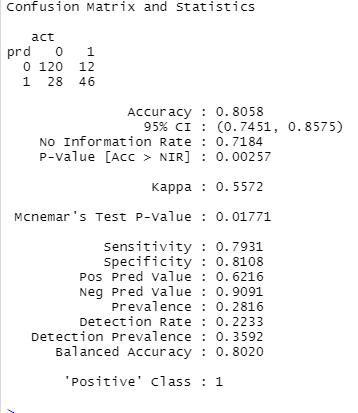 Confusion Matrix and Statistics
act
prd 0 1
0 120 12
1 28 46
Accuracy : 0.8058
95% CI : (0.7451, 0.8575)
No Information Rate : 0.7184
P-Value [Acc > NIR] : 0.00257
Kappa : 0.5572
Mcnemar's Test P-Value : 0.01771
Sensitivity : 0.7931
Specificity : 0.8108
Pos Pred Value : 0.6216
Neg Pred Value : 0.9091
Prevalence : 0.2816
Detection Rate : 0.2233
Detection Prevalence : 0.3592
Balanced Accuracy : 0.8020
'Positive' Class : 1
>